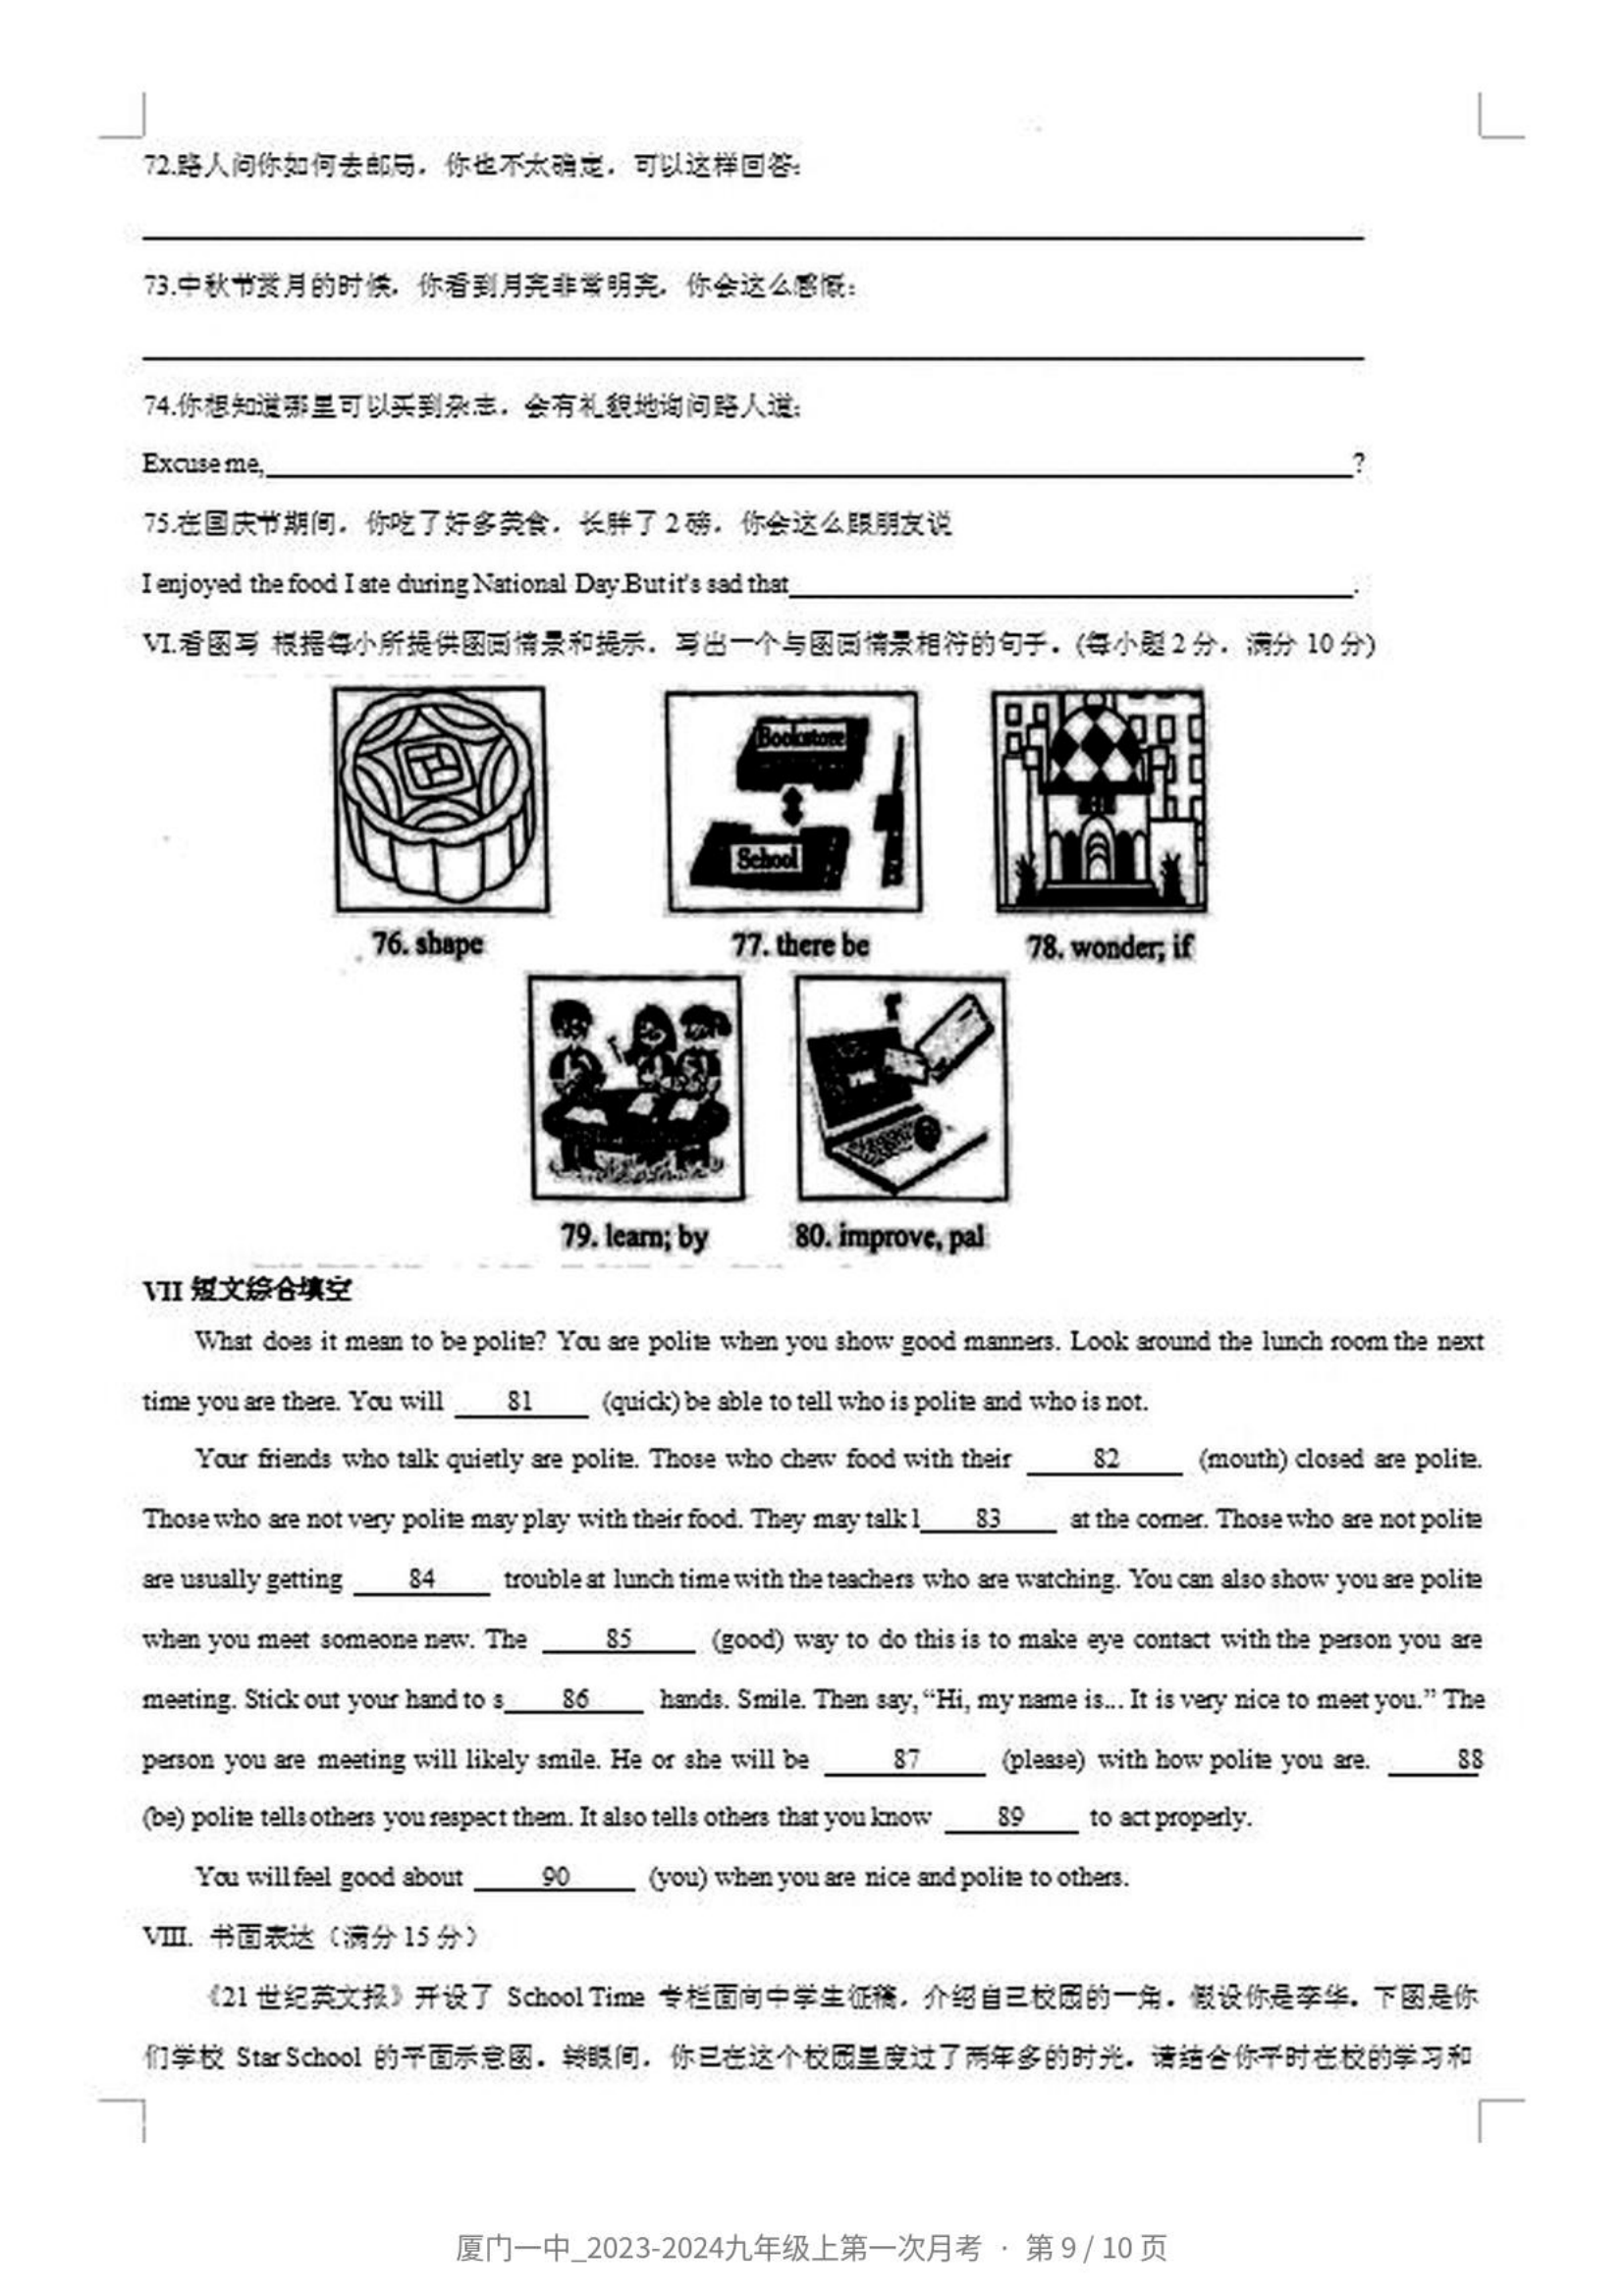 72.路人问你如何去邮局，你也不太确定，可以这样回答:
73.中秋节赏月的时候，你看到月亮非常明亮，你会这么感慨:
74.你想知道哪里可以买到杂志，会有礼貌地询问路人道:
Excuse me,___?
75.在国庆节期间，你吃了好多美食，长胖了2磅，你会这么跟朋友说
I enjoyed the food I ate during National Day.But it's sad that___.
VI.看图写 根据每小所提供图画情景和提示，写出一个与图画情景相符的句子。(每小题2分，满分10分)
Bookstore
School
76. shape
77. there be
78. wonder; if
79. learn; by
80. improve, pal
VII 短文综合填空
What does it mean to be polite? You are polite when you show good manners. Look around the lunch room the next
time you are there. You will ___81___ (quick) be able to tell who is polite and who is not.
Your friends who talk quietly are polite. Those who chew food with their ___82___ (mouth) closed are polite.
Those who are not very polite may play with their food. They may talk l___83___ at the corner. Those who are not polite
are usually getting ___84___ trouble at lunch time with the teachers who are watching. You can also show you are polite
when you meet someone new. The ___85___ (good) way to do this is to make eye contact with the person you are
meeting. Stick out your hand to s___86___ hands. Smile. Then say, “Hi, my name is... It is very nice to meet you.” The
person you are meeting will likely smile. He or she will be ___87___ (please) with how polite you are. ___88
(be) polite tells others you respect them. It also tells others that you know ___89___ to act properly.
You will feel good about ___90___ (you) when you are nice and polite to others.
VIII. 书面表达（满分15分）
《21世纪英文报》开设了 School Time 专栏面向中学生征稿，介绍自己校园的一角。假设你是李华。下图是你
们学校 Star School 的平面示意图。转眼间，你已在这个校园里度过了两年多的时光。请结合你平时在校的学习和
厦门一中_2023-2024九年级上第一次月考 · 第 9 / 10 页